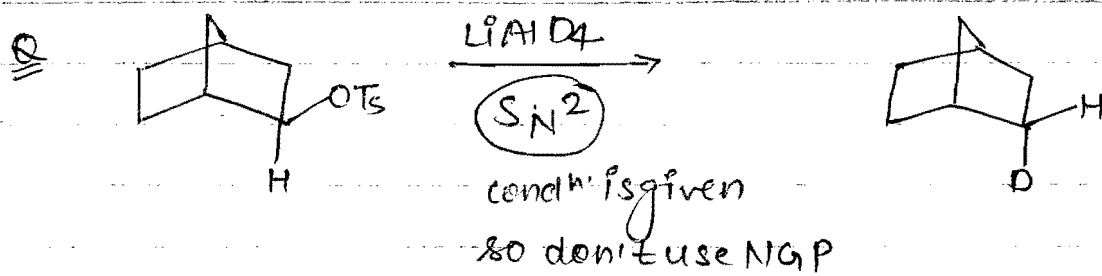 Q
LiAlD4
OTs
SN2
H
H
D
condn. is given
so don't use NGP